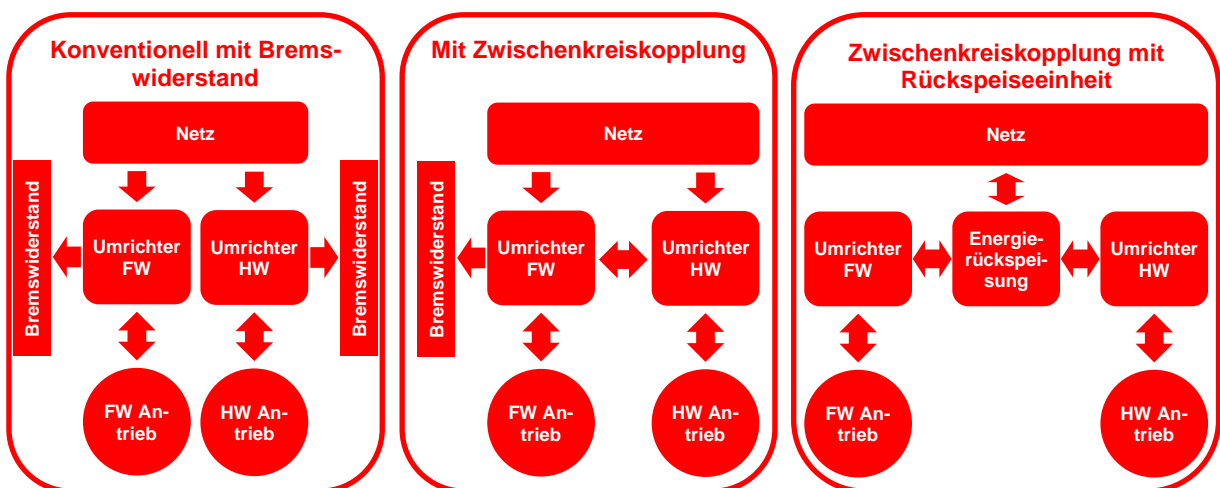 Konventionell mit Brems-
widerstand
Netz
Bremswiderstand
Umrichter
FW
Umrichter
HW
Bremswiderstand
FW An-
trieb
HW An-
trieb
Mit Zwischenkreiskopplung
Netz
Bremswiderstand
Umrichter
FW
Umrichter
HW
FW An-
trieb
HW An-
trieb
Zwischenkreiskopplung mit
Rückspeiseeinheit
Netz
Umrichter
FW
Energie-
rückspei-
sung
Umrichter
HW
FW An-
trieb
HW An-
trieb